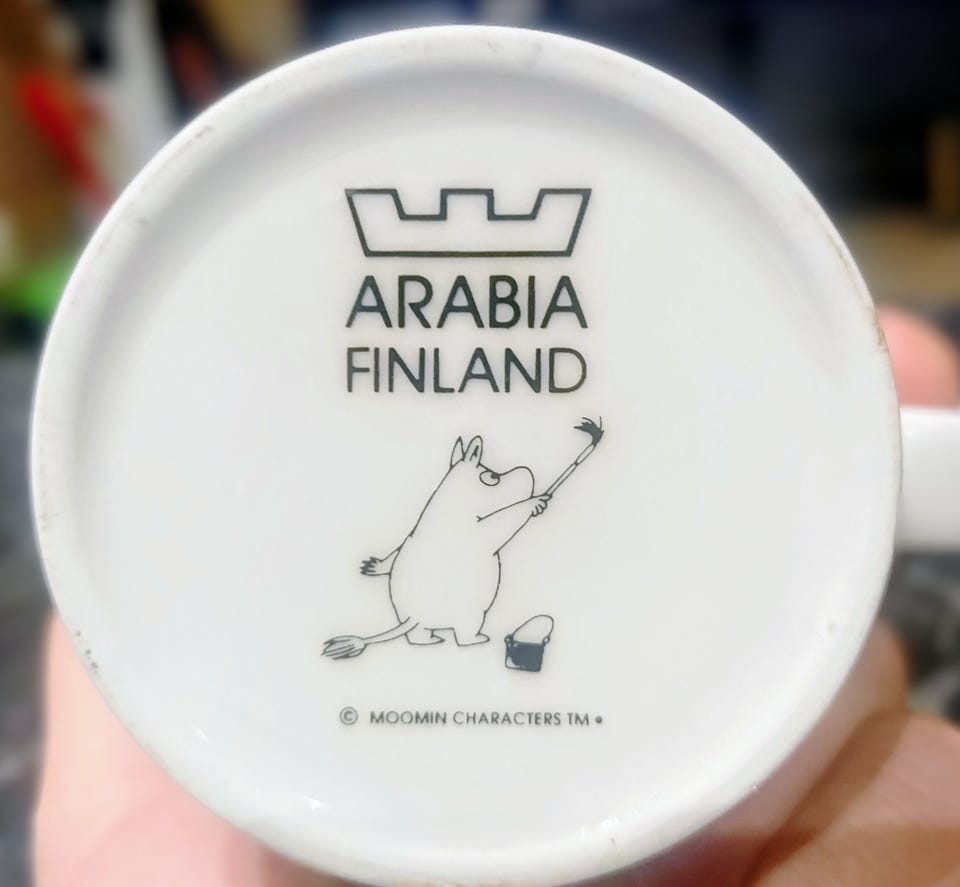 ARABIA
FINLAND
© MOOMIN CHARACTERS TM •